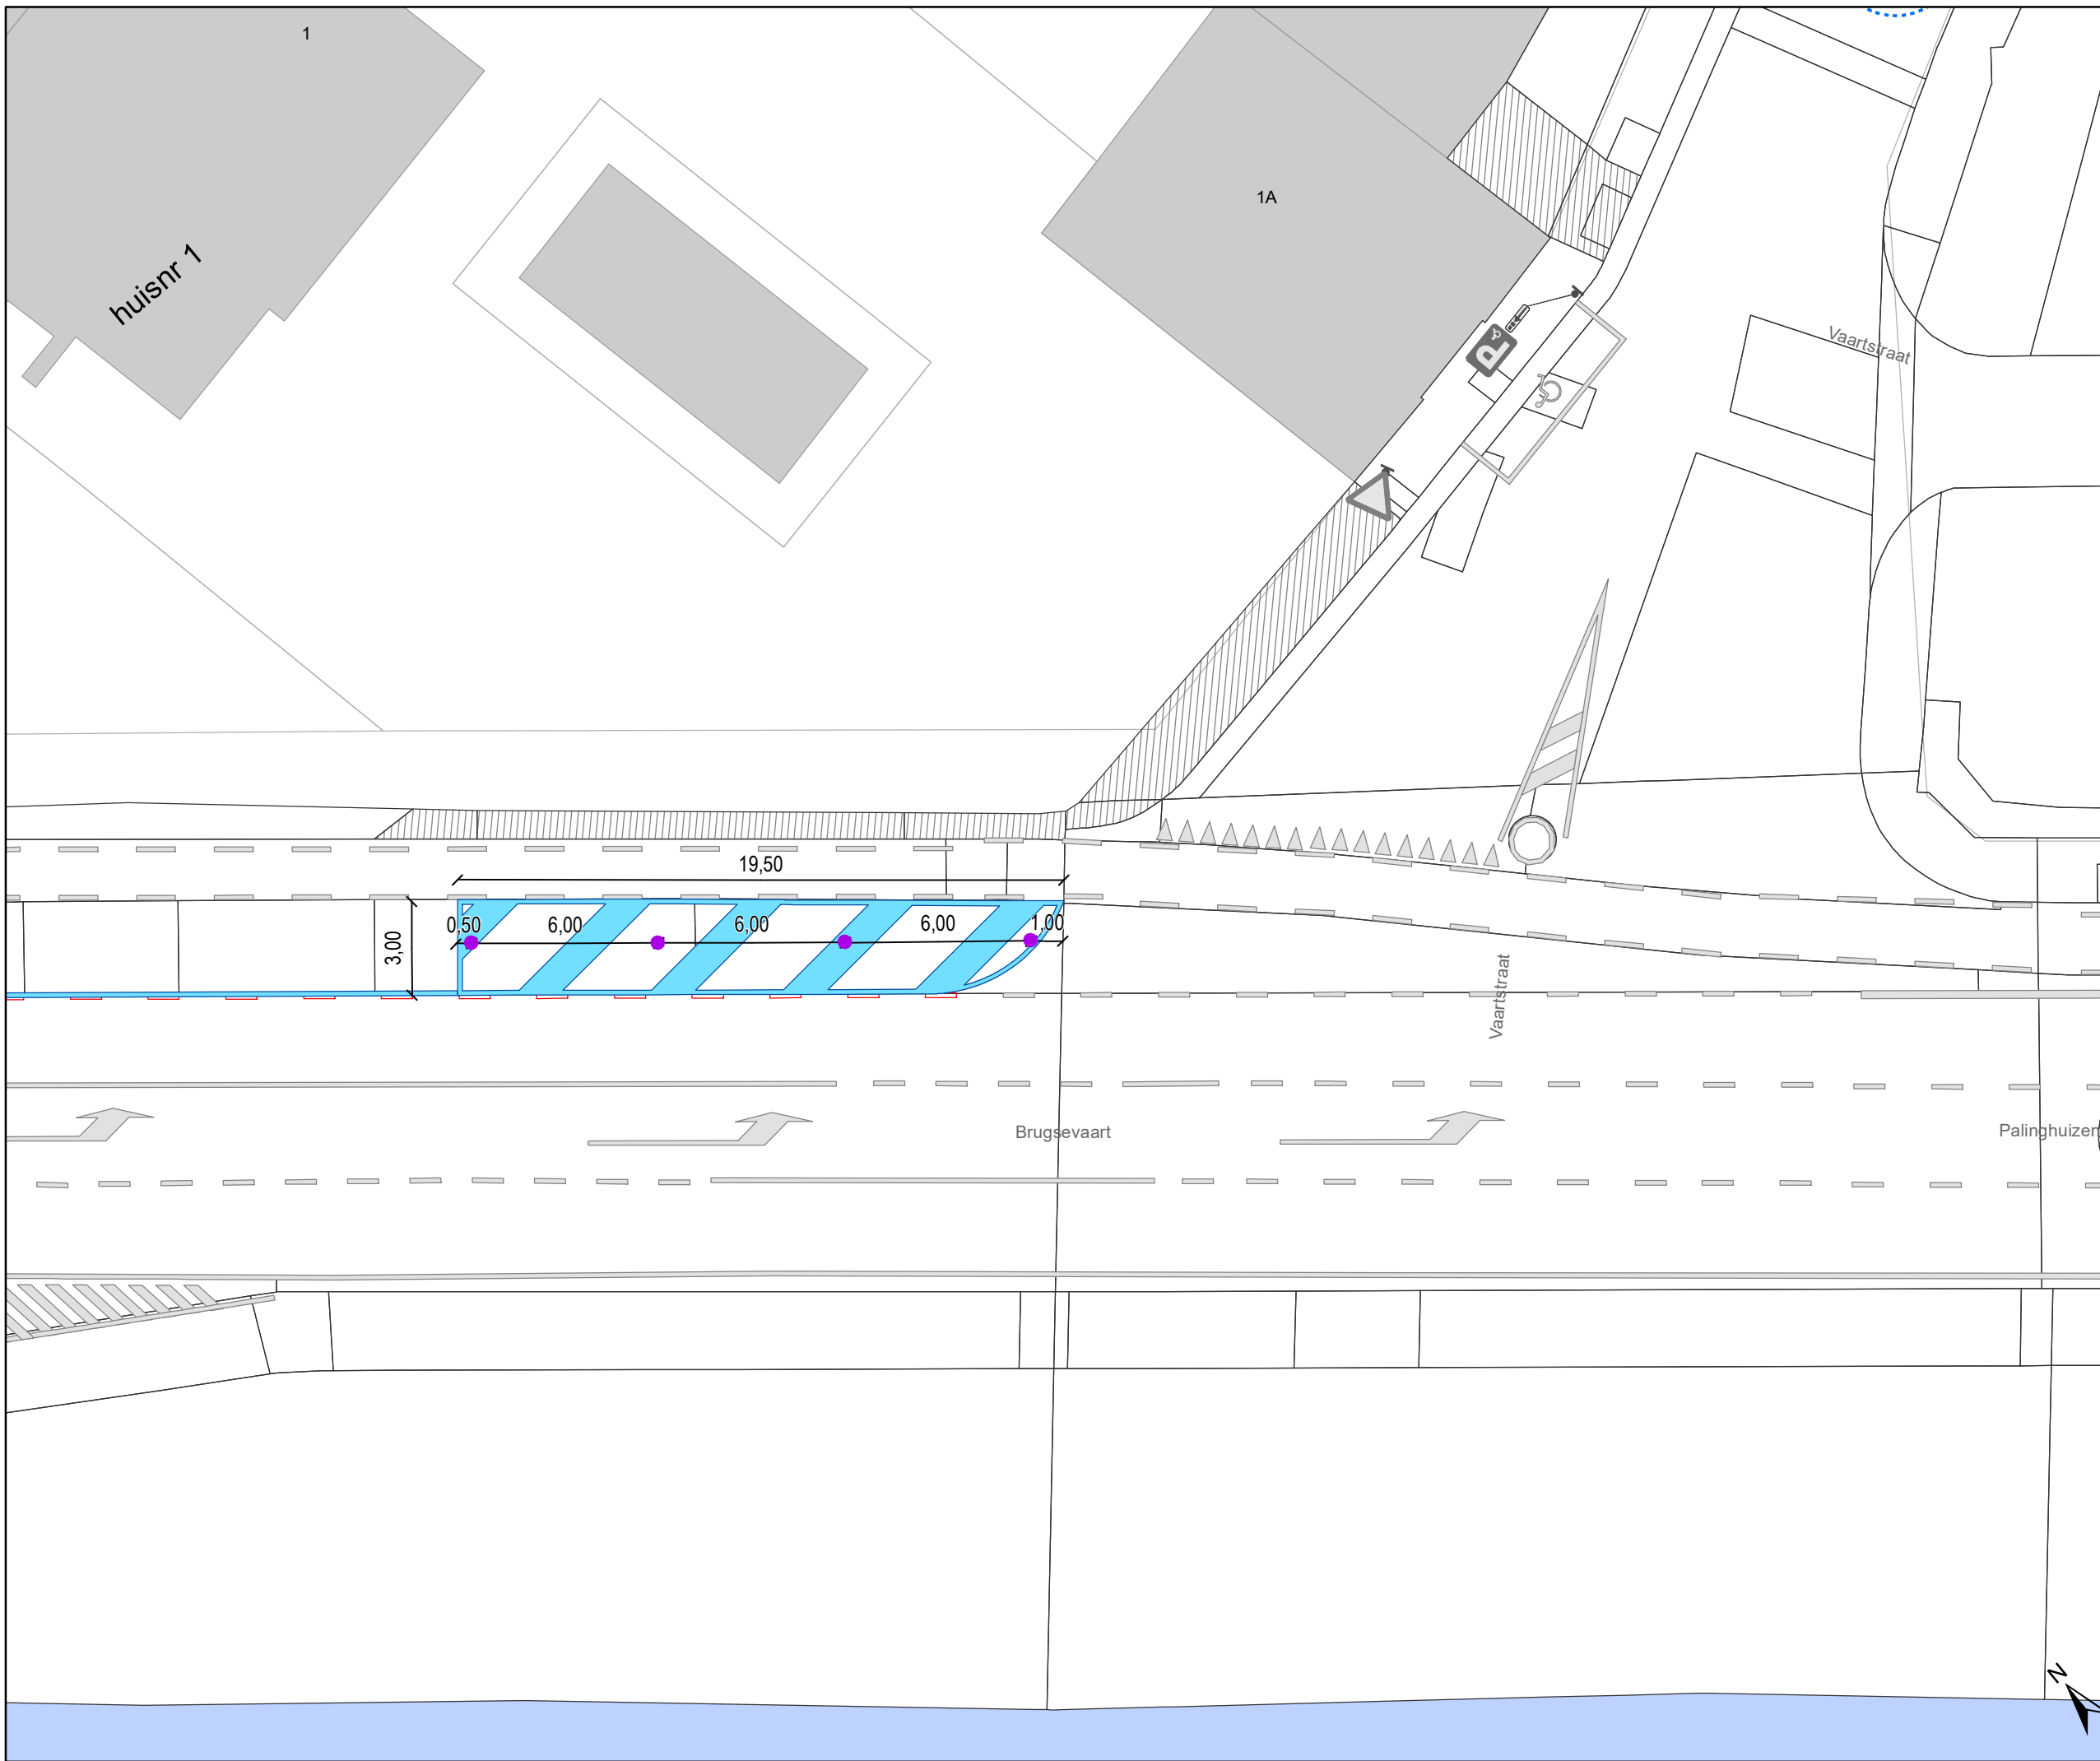 1
1A
huisnr 1
P
Vaartstraat
19,50
0,50
6,00
6,00
6,00
1,00
3,00
Vaartstraat
Brugsevaart
Palinghuizen
N